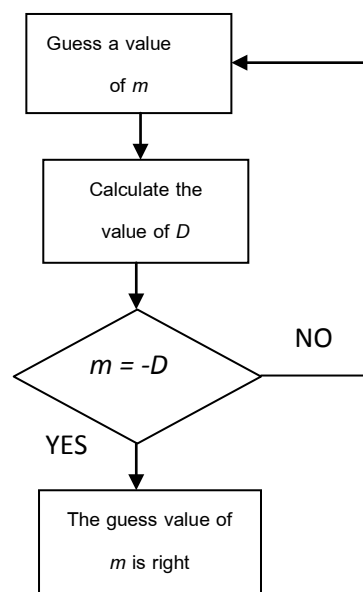 Guess a value
of m
Calculate the
value of D
m = -D
NO
YES
The guess value of
m is right